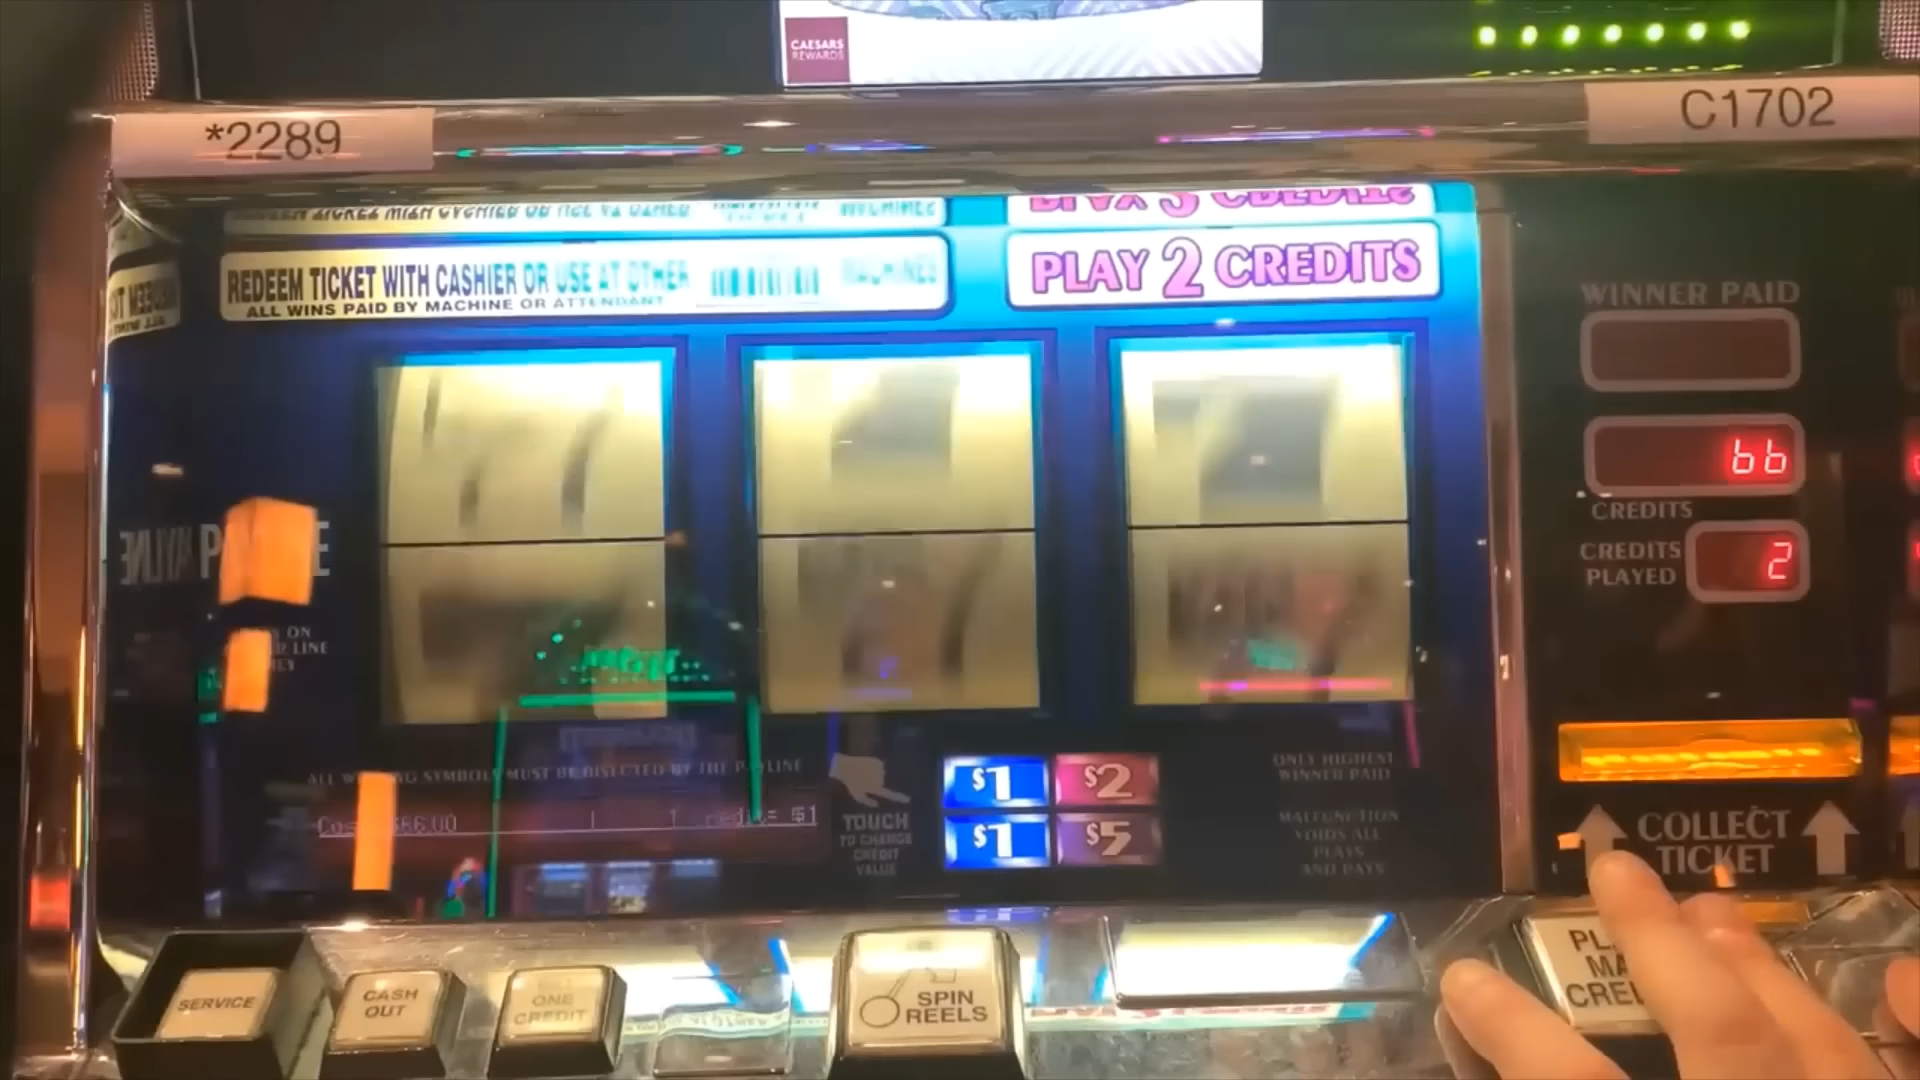 CAESARS
REWARDS
*2289
C1702
REDEEM TICKET WITH CASHIER OR USE AT OTHER MACHINES
ALL WINS PAID BY MACHINE OR ATTENDANT
PLAY 2 CREDITS
WINNER PAID
66
CREDITS
CREDITS
PLAYED
2
ALL SYMBOLS MUST BE BISECTED BY THE PAYLINE
$1
$2
$1
$5
TOUCH
TO CHANGE
CREDIT
VALUE
ONLY HIGHEST
WINNER PAID
MALFUNCTION
VOIDS ALL
PLAYS
AND PAYS
COLLECT
TICKET
SERVICE
CASH
OUT
ONE
CREDIT
SPIN
REELS